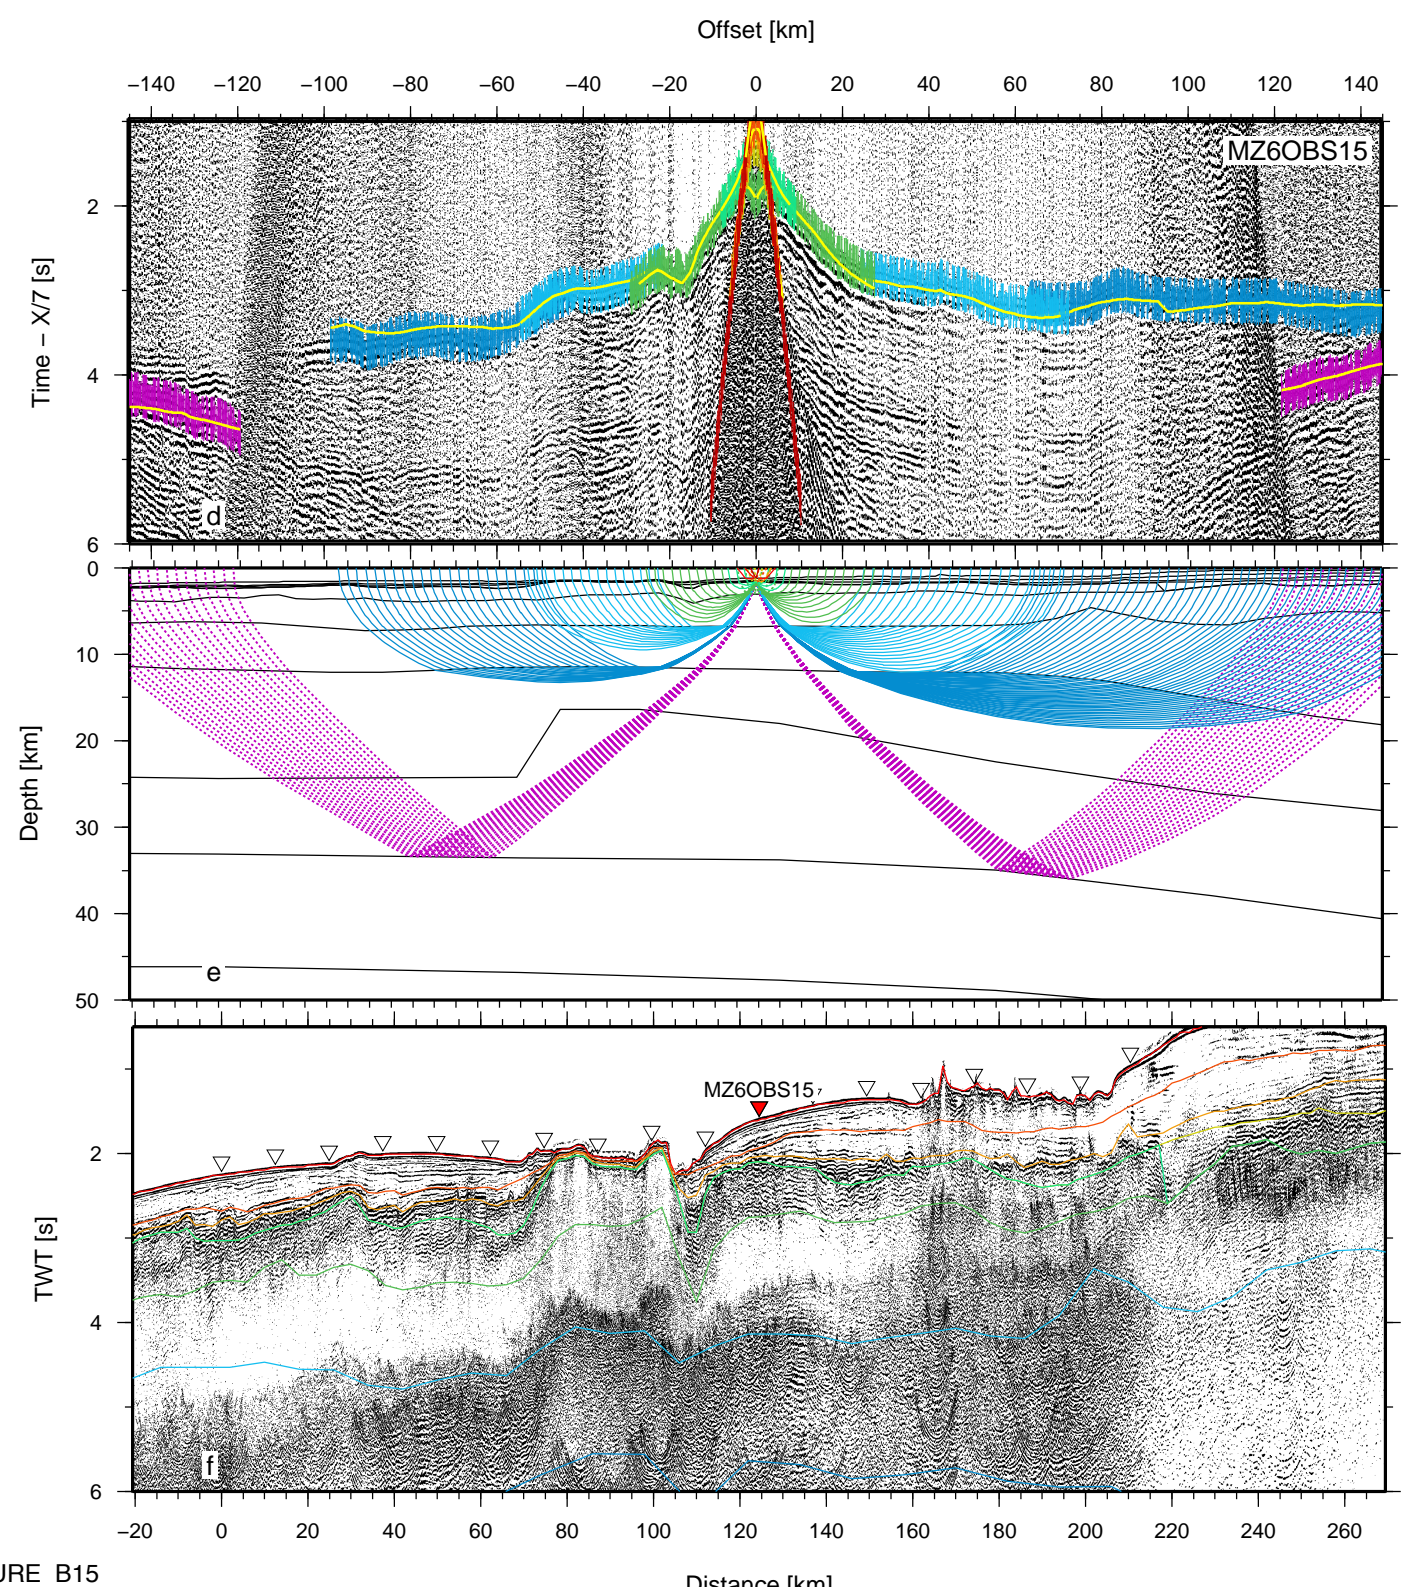 Offset [km]
−140 −120 −100 −80 −60 −40 −20 0 20 40 60 80 100 120 140
MZ6OBS15
2
4
6
Time − X/7 [s]
d
0
10
20
30
40
50
Depth [km]
e
MZ6OBS15
2
4
6
TWT [s]
f
−20 0 20 40 60 80 100 120 140 160 180 200 220 240 260
URE B15
Distance [km]